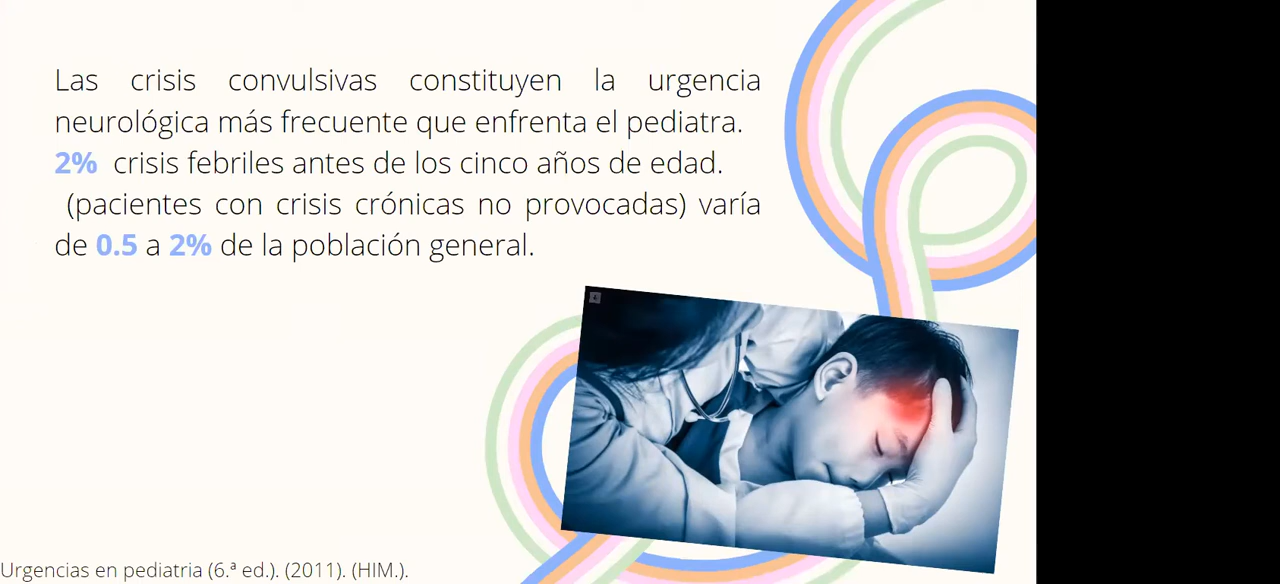 Las crisis convulsivas constituyen la urgencia
neurológica más frecuente que enfrenta el pediatra.
2% crisis febriles antes de los cinco años de edad.
(pacientes con crisis crónicas no provocadas) varía
de 0.5 a 2% de la población general.
Urgencias en pediatria (6.ª ed.). (2011). (HIM.).